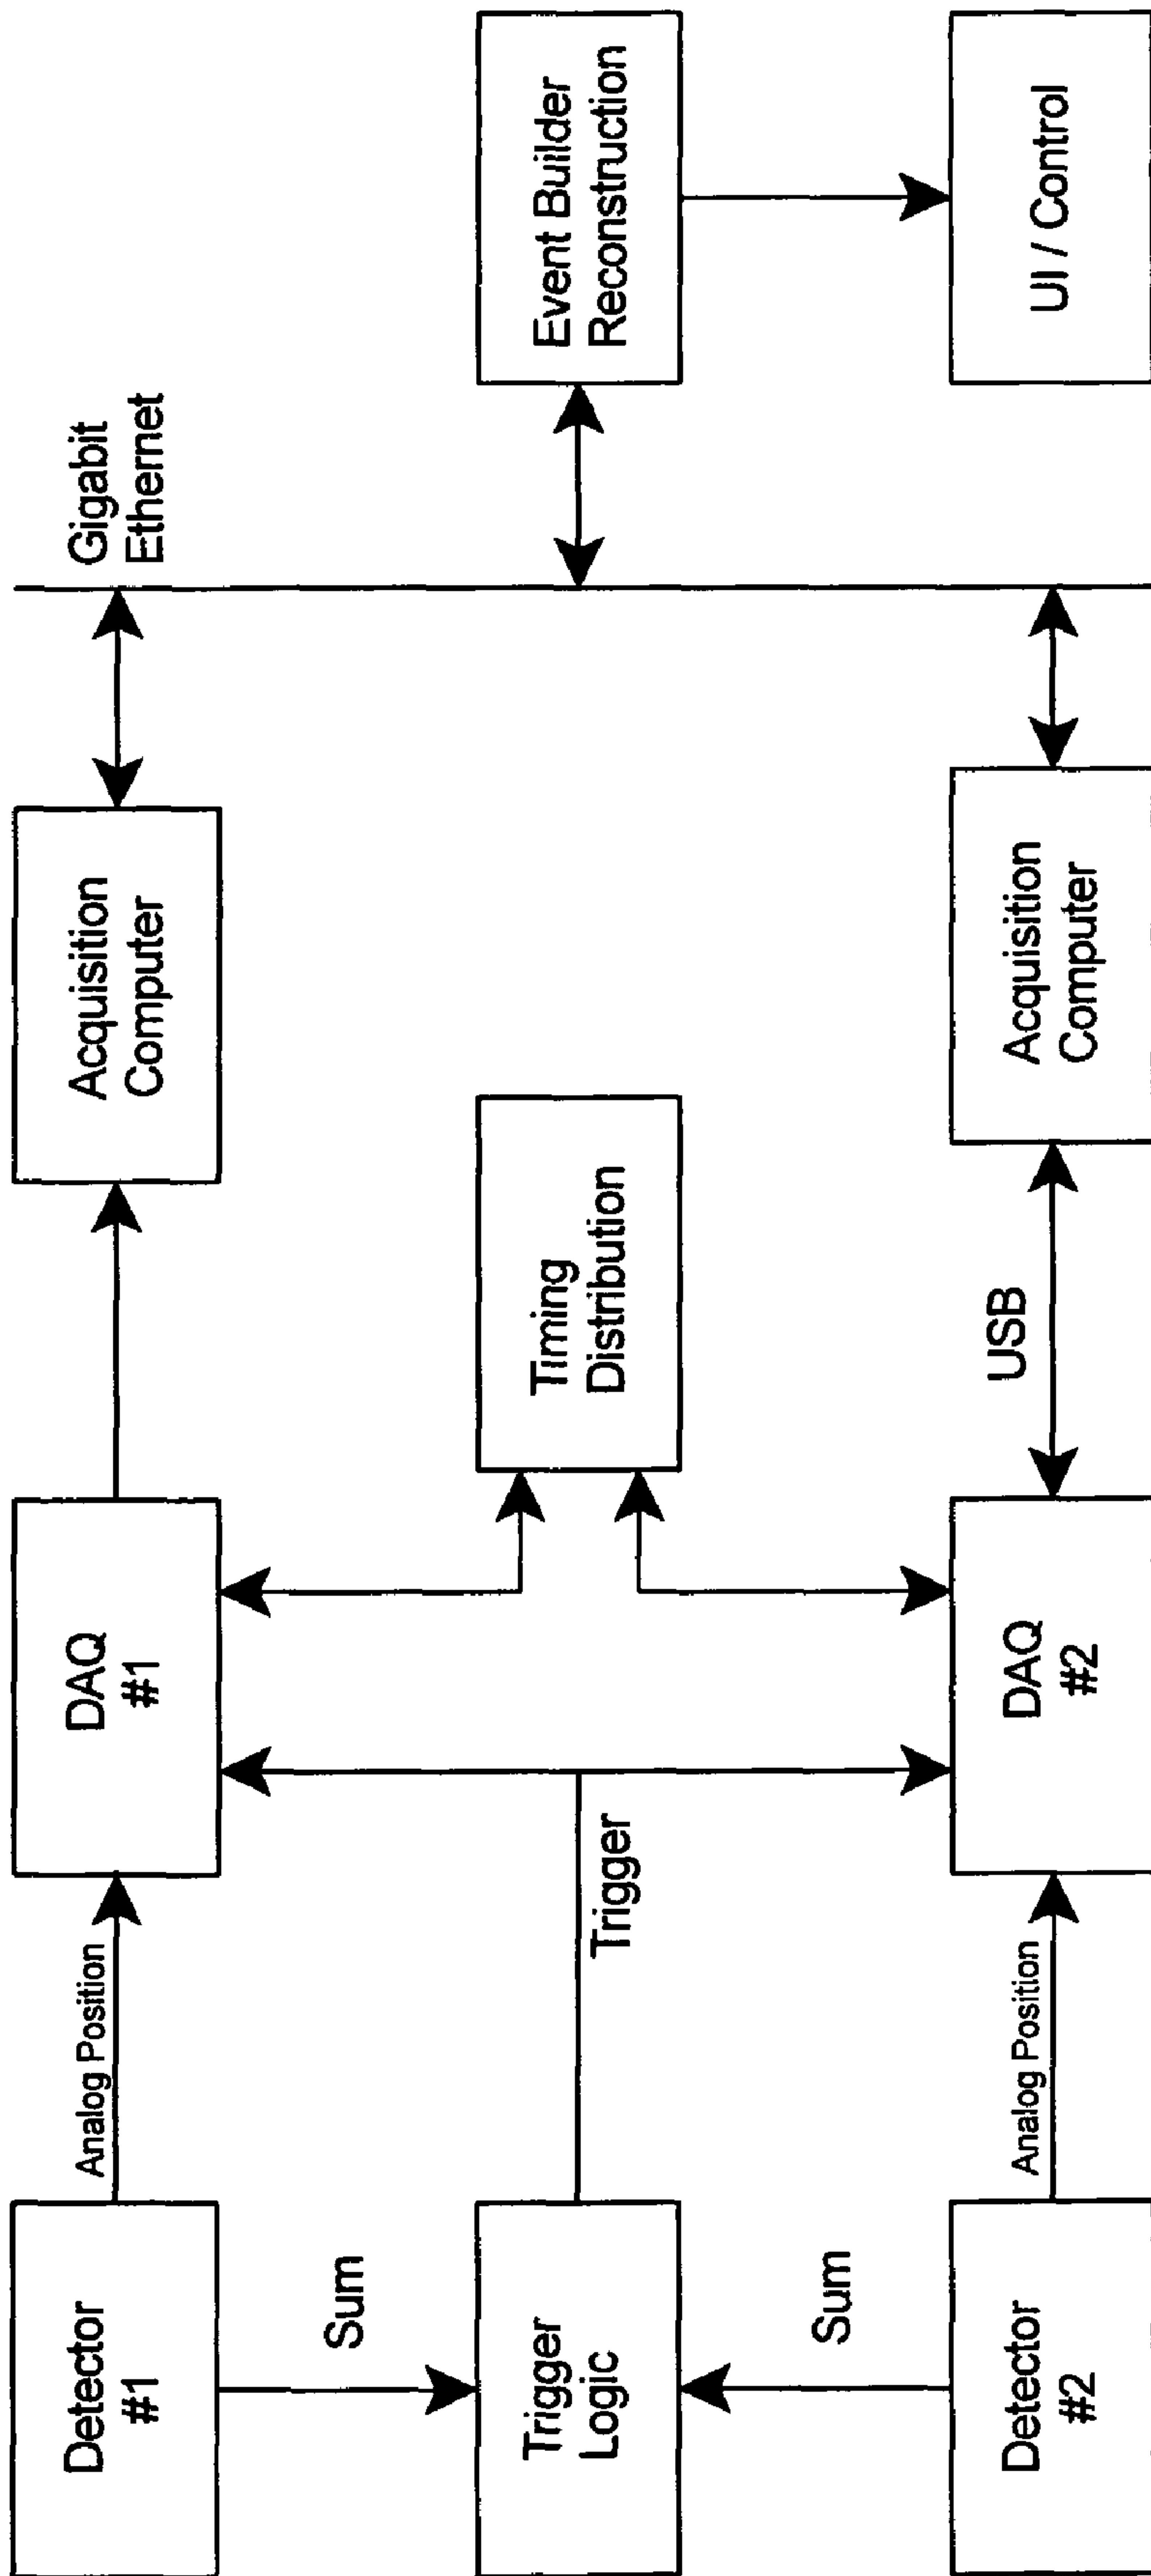 Detector
#1
Analog Position
DAQ
#1
Acquisition
Computer
Gigabit
Ethernet
Sum
Trigger
Logic
Trigger
Timing
Distribution
Event Builder
Reconstruction
Sum
Detector
#2
Analog Position
DAQ
#2
USB
Acquisition
Computer
UI / Control